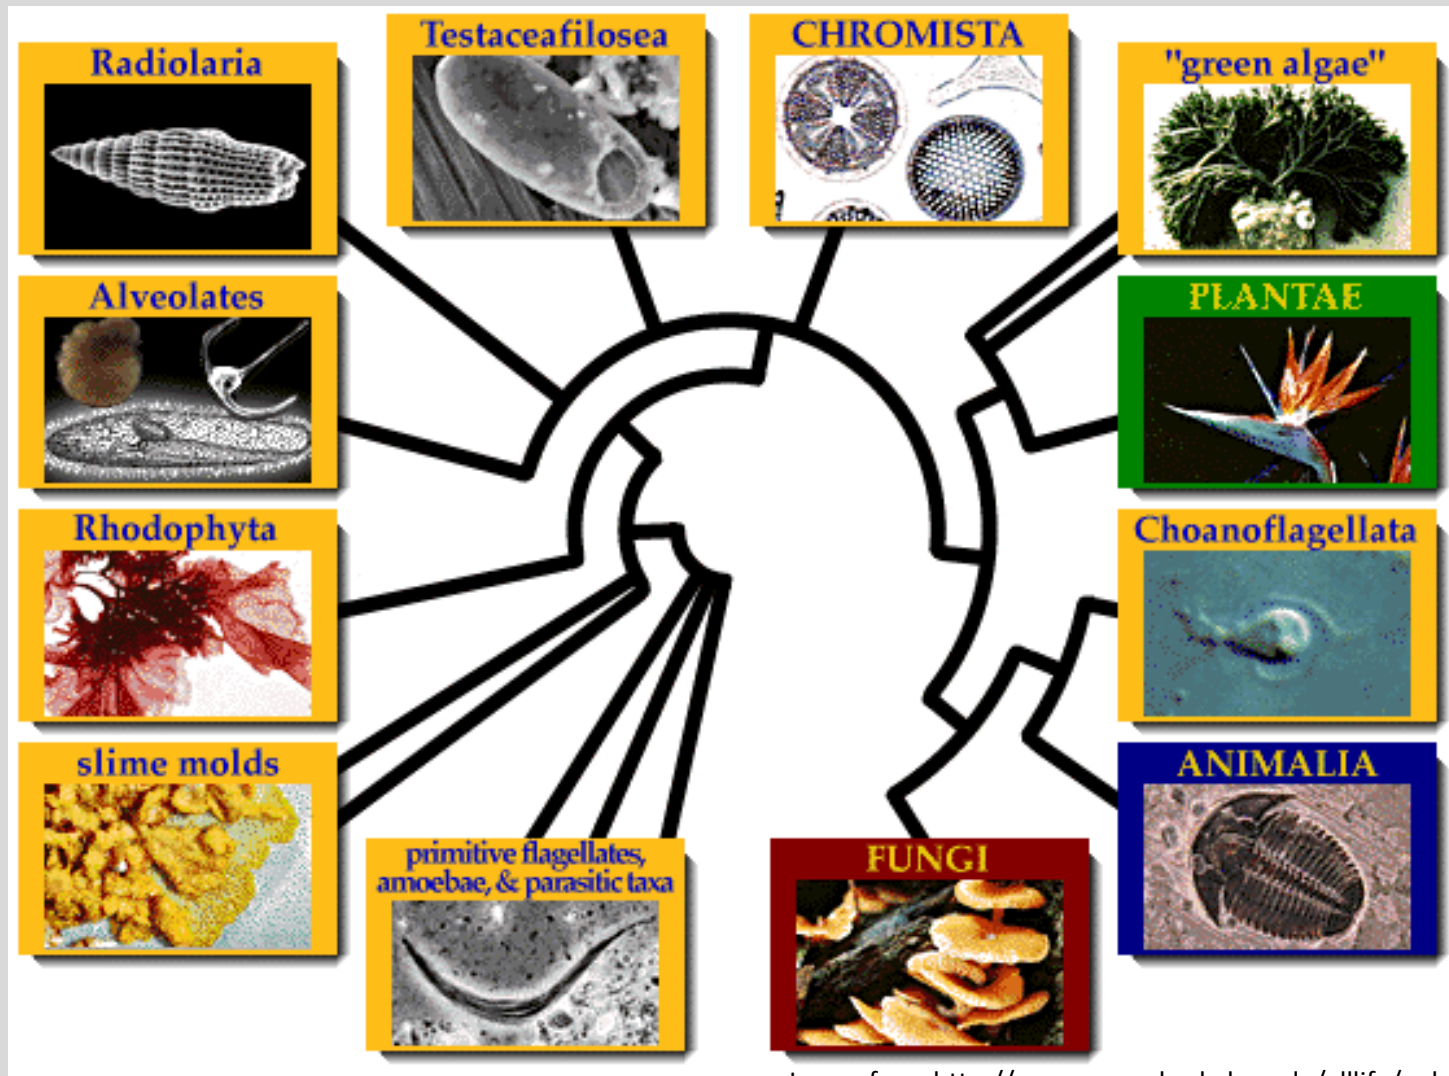 Testaceafilosea
CHROMISTA
Radiolaria
"green algae"
Alveolates
PLANTAE
Rhodophyta
Choanoflagellata
slime molds
ANIMALIA
primitive flagellates,
amoebae, & parasitic taxa
FUNGI